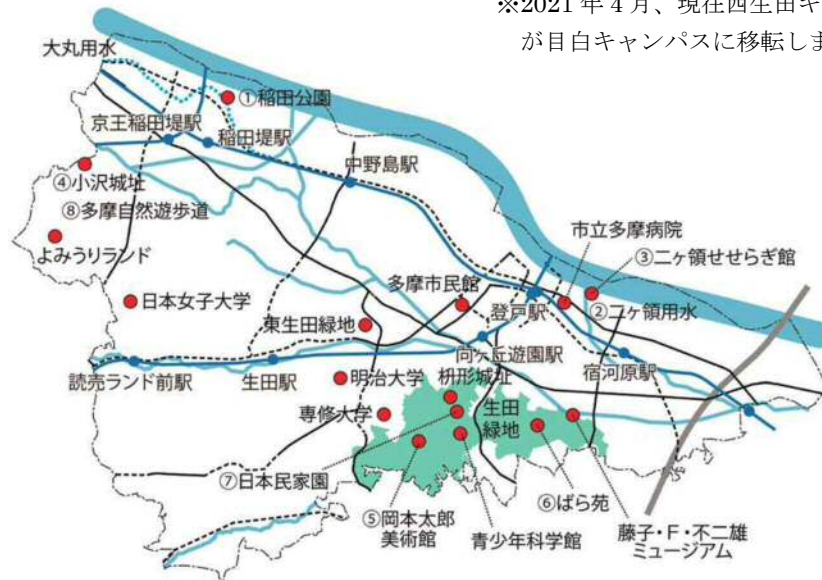 ※2021 年 4 月、現在西生田キ
が目白キャンパスに移転しま
大丸用水
①稲田公園
京王稲田堤駅
稲田堤駅
中野島駅
④小沢城址
⑧多摩自然遊歩道
よみうりランド
市立多摩病院
③二ヶ領せせらぎ館
多摩市民館
日本女子大学
登戸駅
②二ヶ領用水
東生田緑地
向ヶ丘遊園駅
読売ランド前駅
生田駅
明治大学
枡形城址
宿河原駅
専修大学
生田
緑地
⑦日本民家園
⑥ばら苑
⑤岡本太郎
美術館
青少年科学館
藤子・F・不二雄
ミュージアム